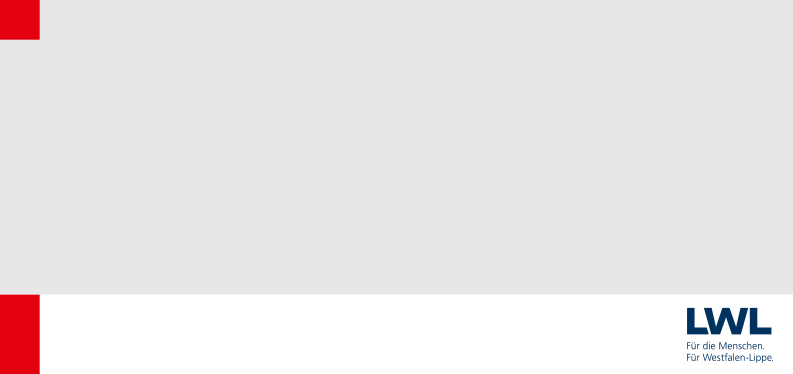 LWL
Für die Menschen.
Für Westfalen-Lippe.